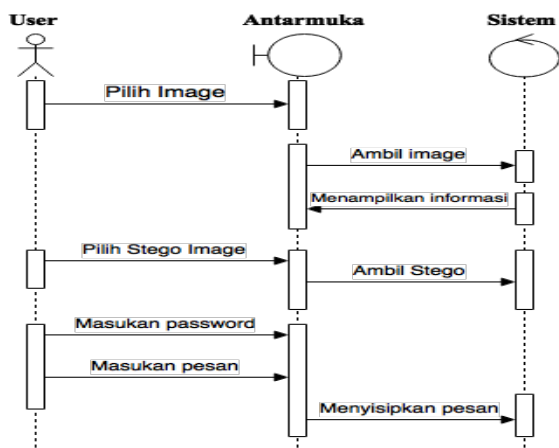 User Antarmuka Sistem
Pilih Image
Ambil image
Menampilkan informasi
Pilih Stego Image
Ambil Stego
Masukan password
Masukan pesan
Menyisipkan pesan